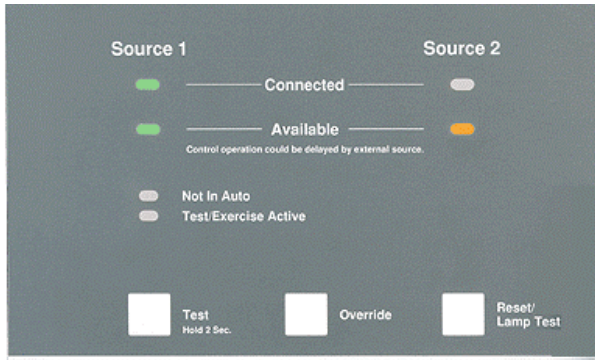 Source 1
Source 2
Connected
Available
Control operation could be delayed by external source.
Not In Auto
Test/Exercise Active
Test
Hold 2 Sec.
Override
Reset/
Lamp Test